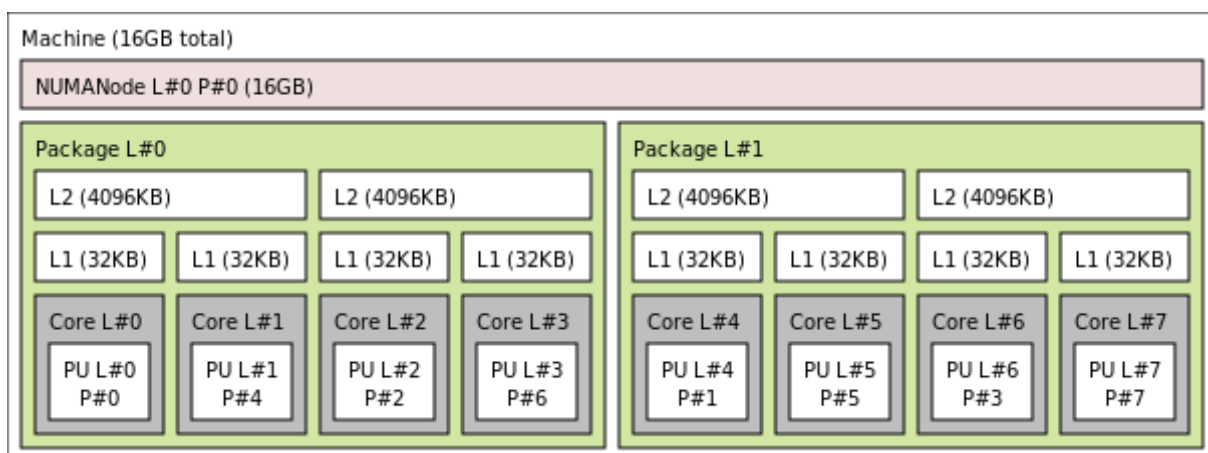 Machine (16GB total)
NUMANode L#0 P#0 (16GB)
Package L#0
L2 (4096KB)
L2 (4096KB)
L1 (32KB)
L1 (32KB)
L1 (32KB)
L1 (32KB)
Core L#0
PU L#0
P#0
Core L#1
PU L#1
P#4
Core L#2
PU L#2
P#2
Core L#3
PU L#3
P#6
Package L#1
L2 (4096KB)
L2 (4096KB)
L1 (32KB)
L1 (32KB)
L1 (32KB)
L1 (32KB)
Core L#4
PU L#4
P#1
Core L#5
PU L#5
P#5
Core L#6
PU L#6
P#3
Core L#7
PU L#7
P#7